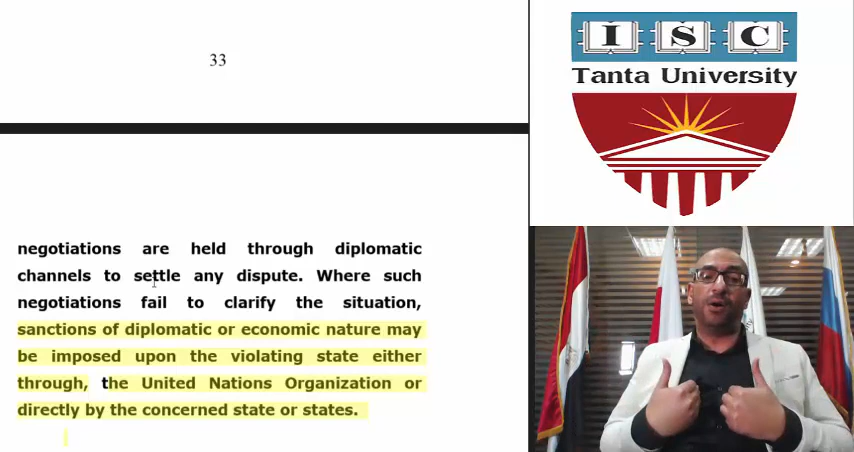 33
negotiations are held through diplomatic
channels to settle any dispute. Where such
negotiations fail to clarify the situation,
sanctions of diplomatic or economic nature may
be imposed upon the violating state either
through, the United Nations Organization or
directly by the concerned state or states.
I S C
Tanta University